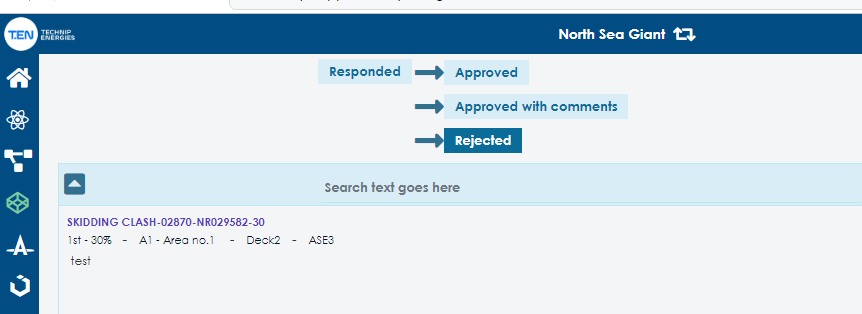 T.EN TECHNIP
ENERGIES
North Sea Giant
Responded Approved
Approved with comments
Rejected
Search text goes here
SKIDDING CLASH-02870-NR029582-30
1st - 30% - A1 - Area no.1 - Deck2 - ASE3
test